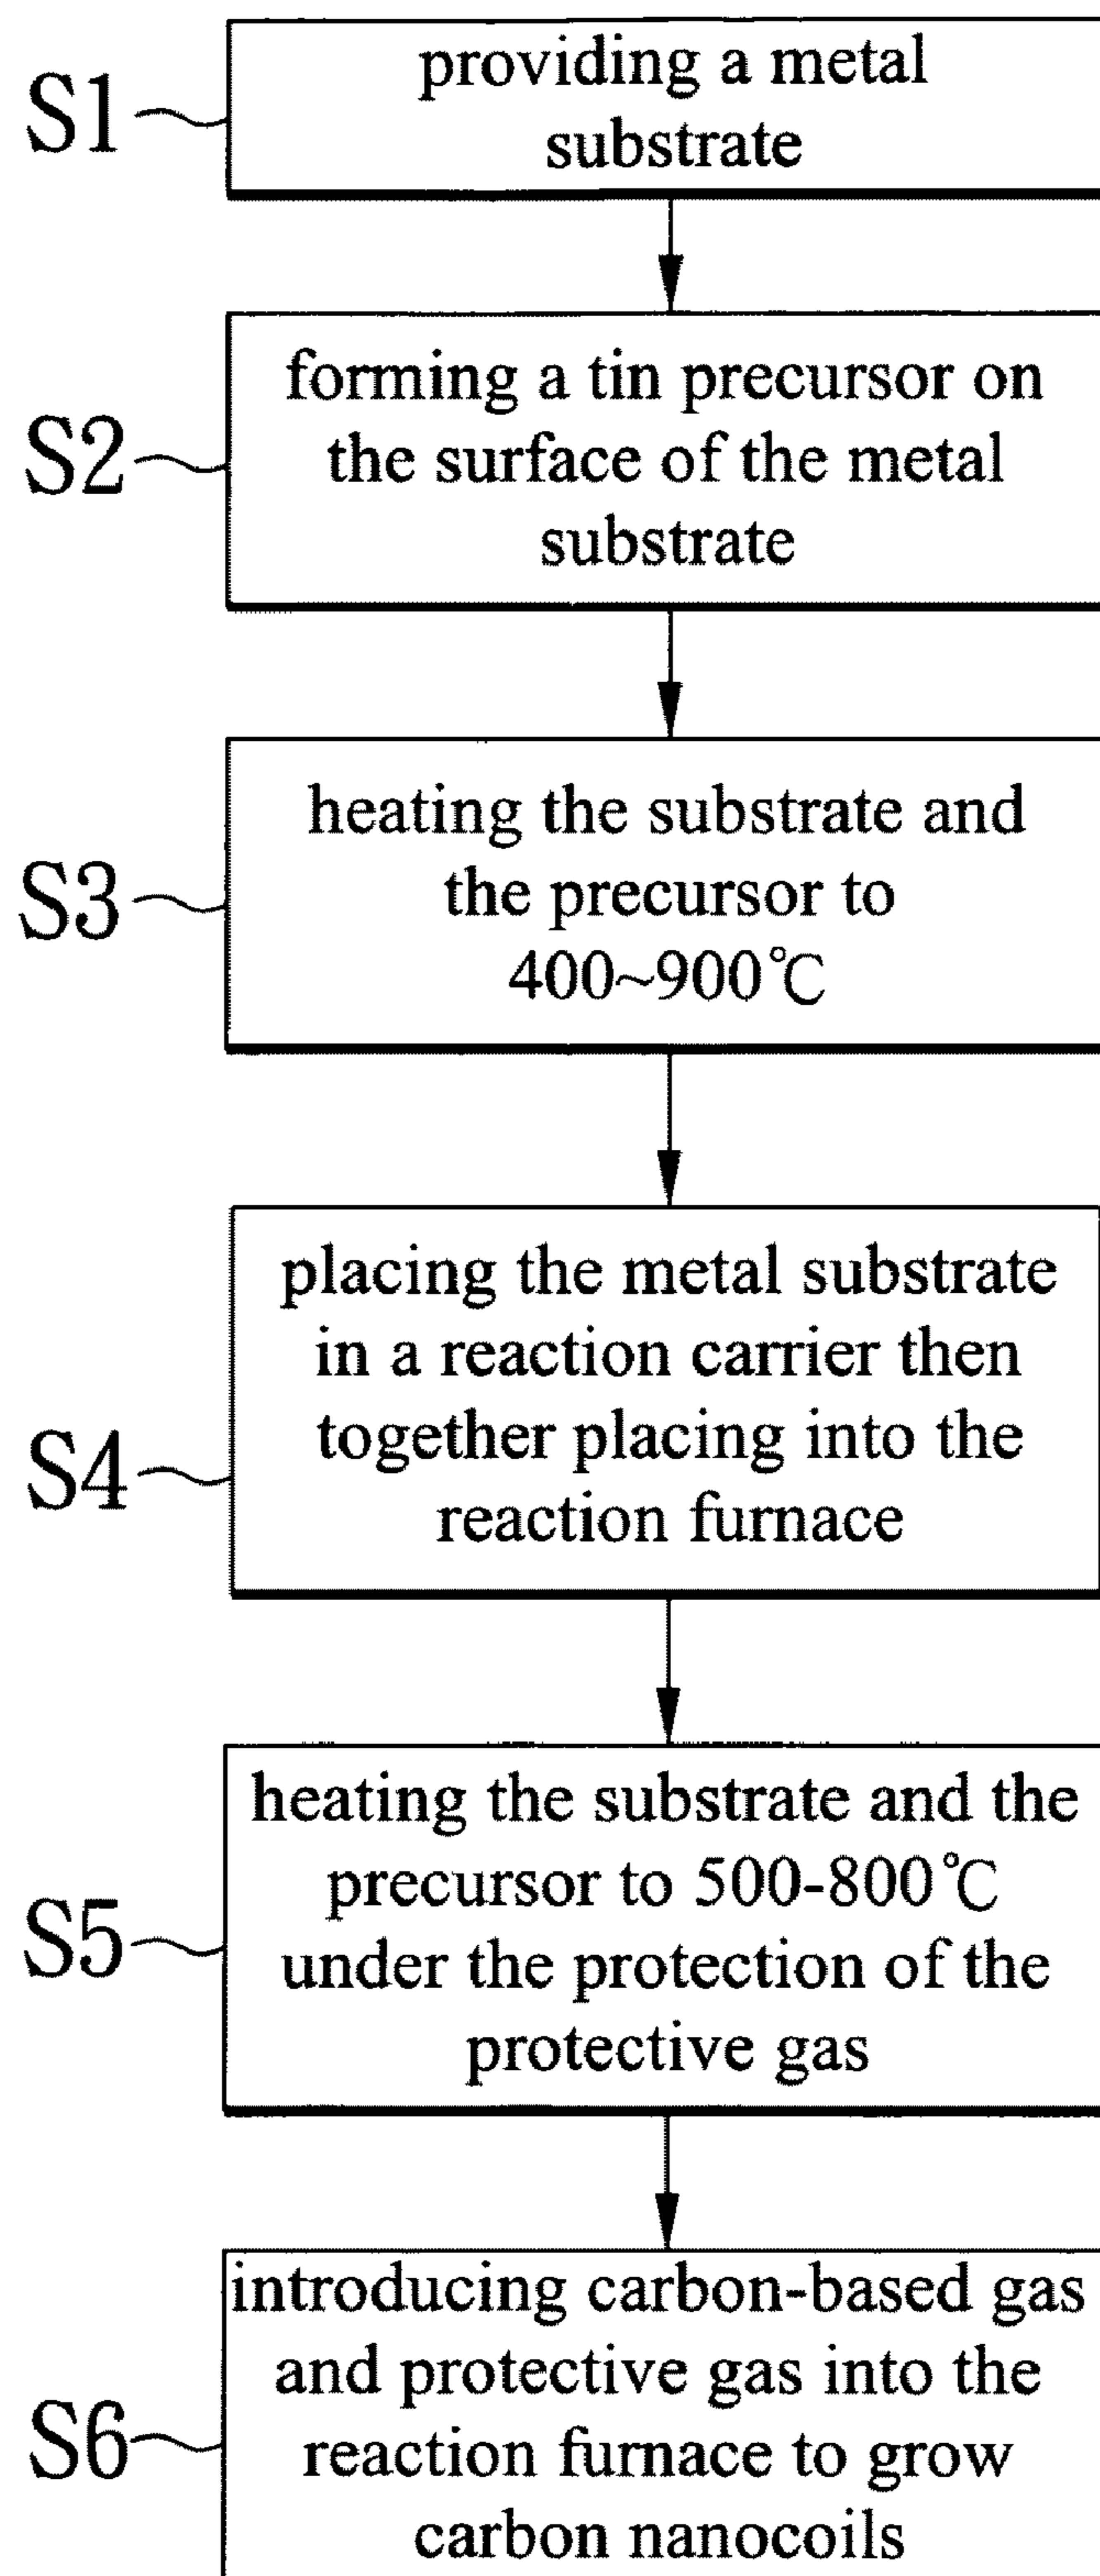 S1
providing a metal
substrate
S2
forming a tin precursor on
the surface of the metal
substrate
S3
heating the substrate and
the precursor to
400~900℃
S4
placing the metal substrate
in a reaction carrier then
together placing into the
reaction furnace
S5
heating the substrate and the
precursor to 500-800℃
under the protection of the
protective gas
S6
introducing carbon-based gas
and protective gas into the
reaction furnace to grow
carbon nanocoils